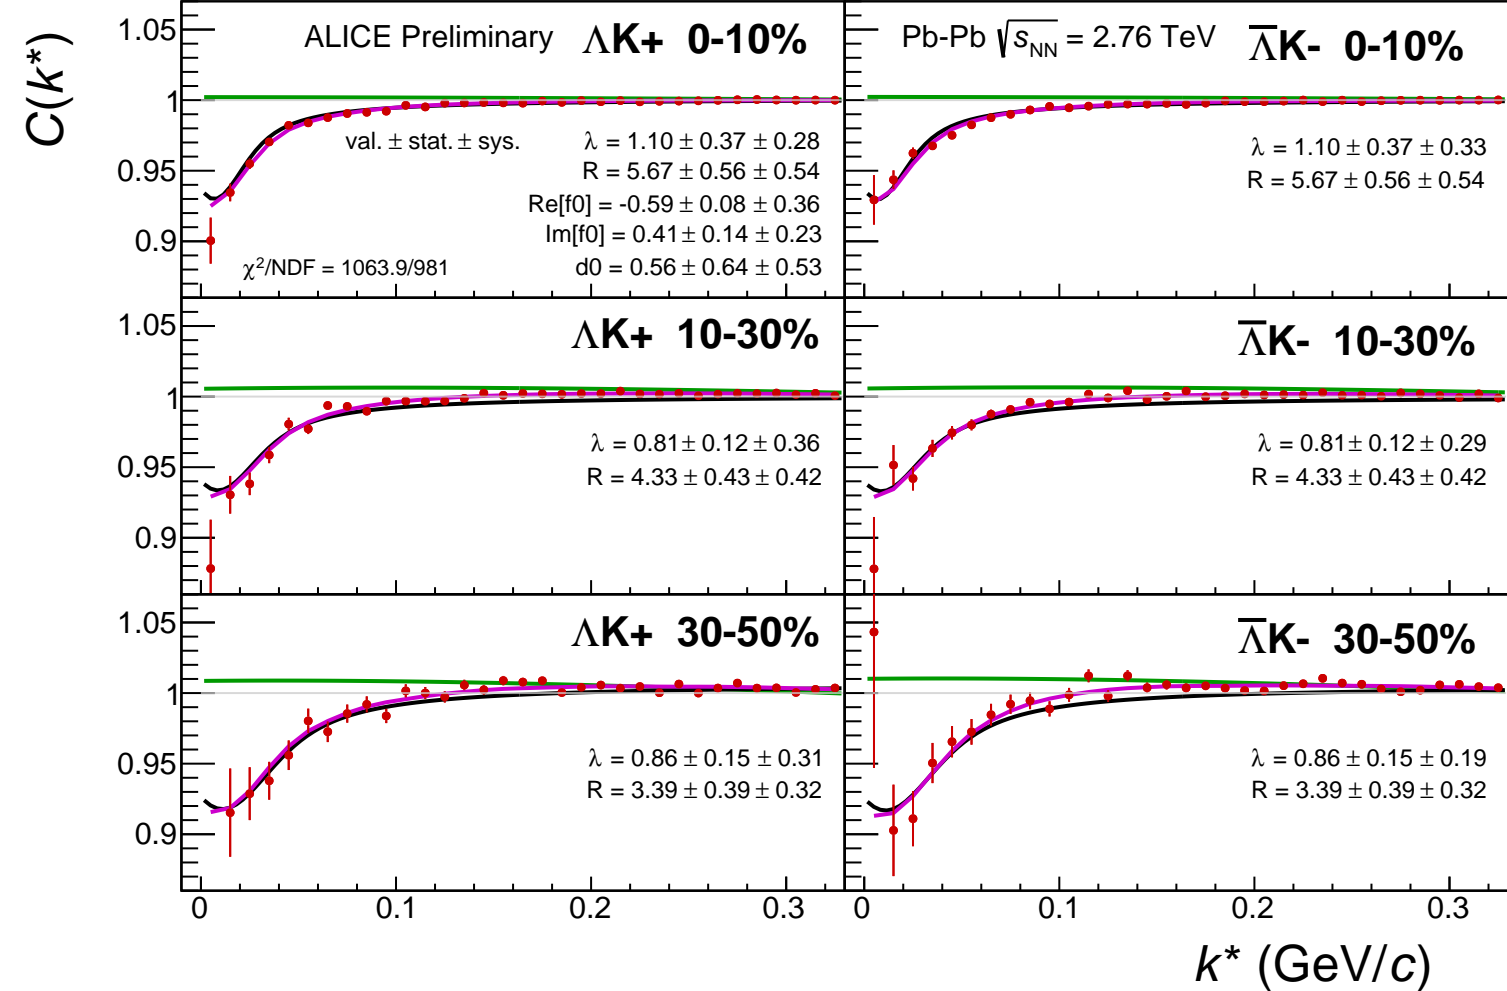 C(k*)
ALICE Preliminary ΛK+ 0-10%
1.05
1
0.95
0.9
val. ± stat. ± sys.
λ = 1.10 ± 0.37 ± 0.28
R = 5.67 ± 0.56 ± 0.54
Re[f0] = -0.59 ± 0.08 ± 0.36
Im[f0] = 0.41 ± 0.14 ± 0.23
d0 = 0.56 ± 0.64 ± 0.53
χ²/NDF = 1063.9/981
Pb-Pb √s_NN = 2.76 TeV Λ̅K- 0-10%
λ = 1.10 ± 0.37 ± 0.33
R = 5.67 ± 0.56 ± 0.54
ΛK+ 10-30%
1.05
1
0.95
0.9
λ = 0.81 ± 0.12 ± 0.36
R = 4.33 ± 0.43 ± 0.42
Λ̅K- 10-30%
λ = 0.81 ± 0.12 ± 0.29
R = 4.33 ± 0.43 ± 0.42
ΛK+ 30-50%
1.05
1
0.95
0.9
λ = 0.86 ± 0.15 ± 0.31
R = 3.39 ± 0.39 ± 0.32
Λ̅K- 30-50%
λ = 0.86 ± 0.15 ± 0.19
R = 3.39 ± 0.39 ± 0.32
0 0.1 0.2 0.3
0 0.1 0.2 0.3
k* (GeV/c)